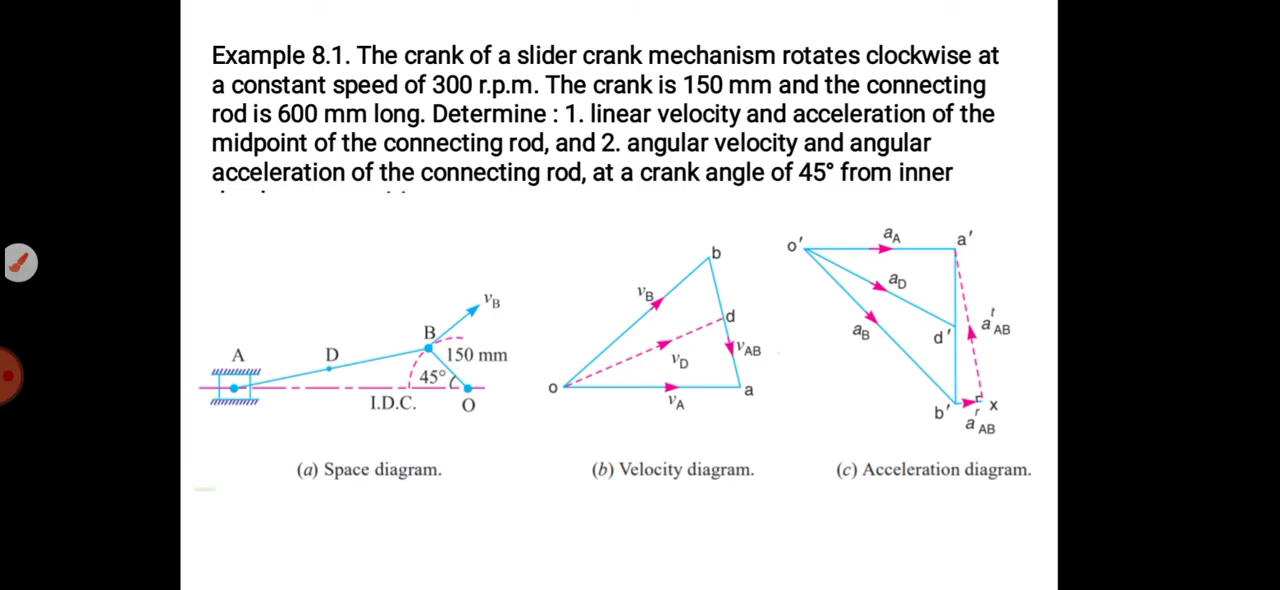 Example 8.1. The crank of a slider crank mechanism rotates clockwise at
a constant speed of 300 r.p.m. The crank is 150 mm and the connecting
rod is 600 mm long. Determine : 1. linear velocity and acceleration of the
midpoint of the connecting rod, and 2. angular velocity and angular
acceleration of the connecting rod, at a crank angle of 45° from inner
A
D
B
vB
150 mm
45°
I.D.C.
O
(a) Space diagram.
o
vB
b
d
vD
vAB
vA
a
(b) Velocity diagram.
o'
aA
a'
aD
aB
d'
atAB
b'
x
arAB
(c) Acceleration diagram.